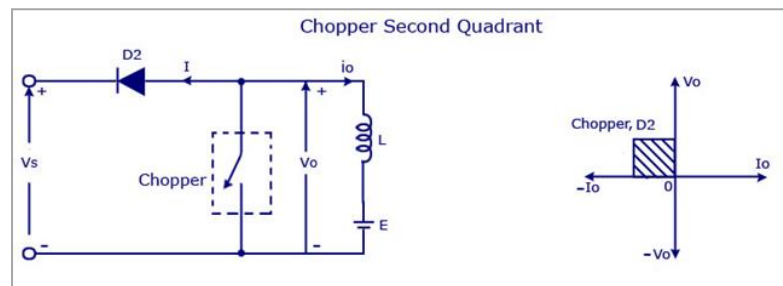 Chopper Second Quadrant
D2
I
io
+
+
Vo
Chopper, D2
L
Vs
Chopper
Vo
Io
-Io
0
E
-
-
-Vo